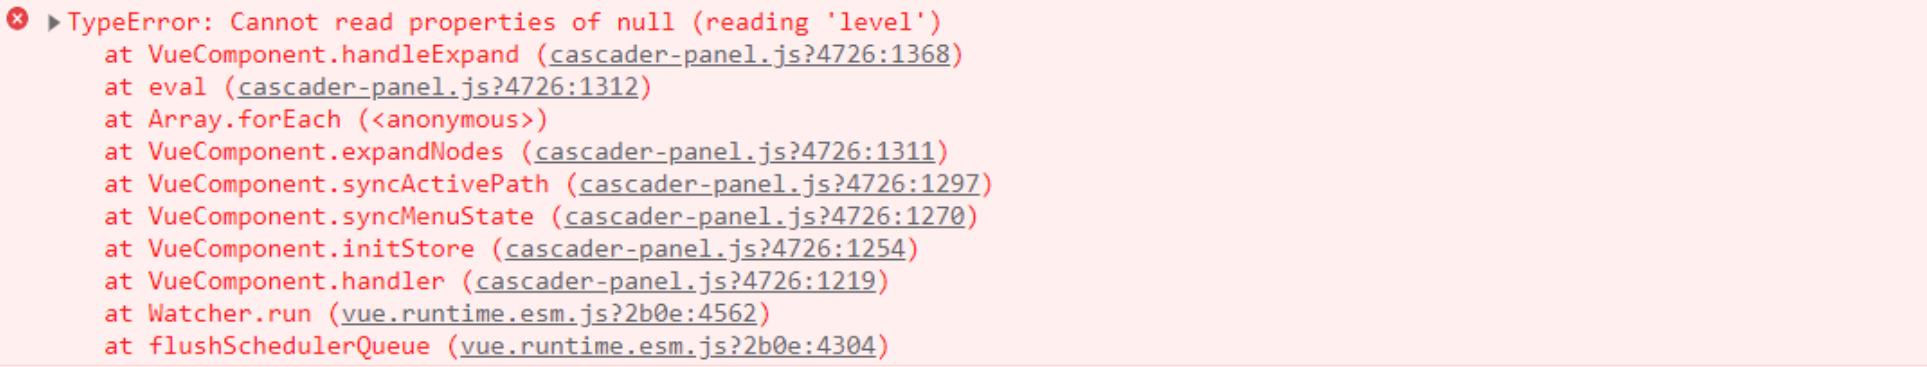 TypeError: Cannot read properties of null (reading 'level')
at VueComponent.handleExpand (cascader-panel.js?4726:1368)
at eval (cascader-panel.js?4726:1312)
at Array.forEach (<anonymous>)
at VueComponent.expandNodes (cascader-panel.js?4726:1311)
at VueComponent.syncActivePath (cascader-panel.js?4726:1297)
at VueComponent.syncMenuState (cascader-panel.js?4726:1270)
at VueComponent.initStore (cascader-panel.js?4726:1254)
at VueComponent.handler (cascader-panel.js?4726:1219)
at Watcher.run (vue.runtime.esm.js?2b0e:4562)
at flushSchedulerQueue (vue.runtime.esm.js?2b0e:4304)